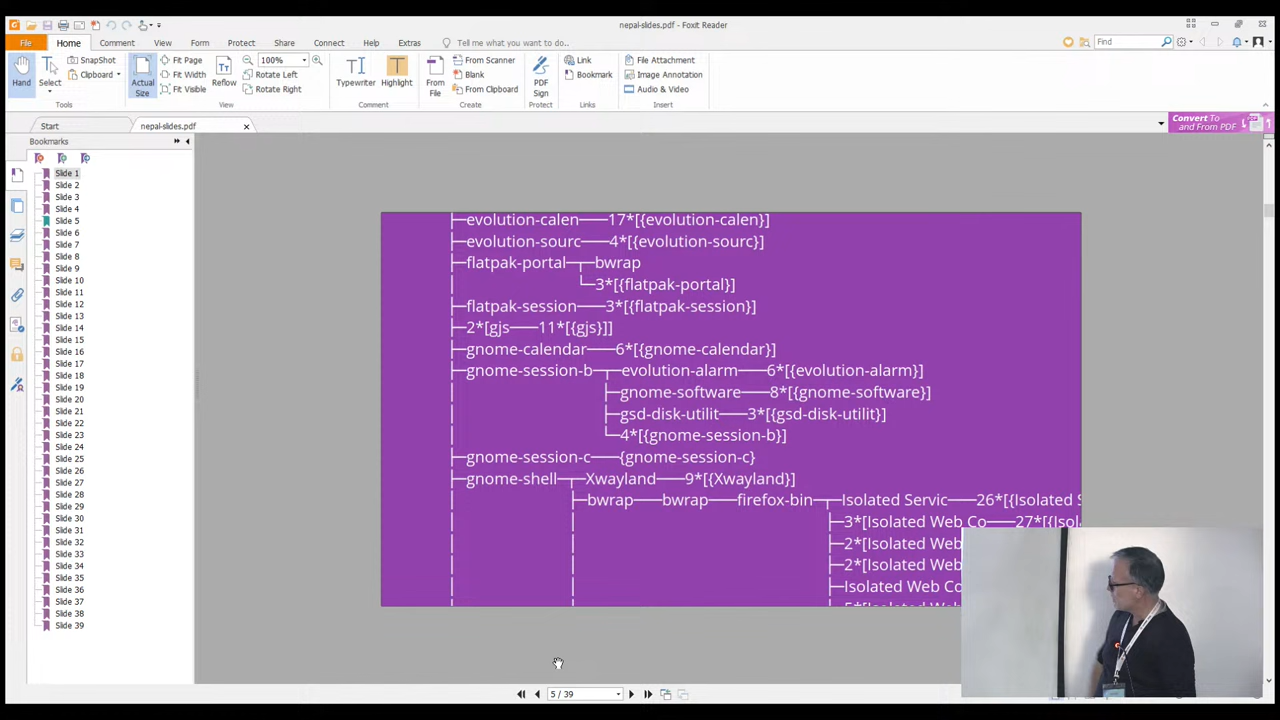 nepal-slides.pdf - Foxit Reader
File Home Comment View Form Protect Share Connect Help Extras Tell me what you want to do.. Find
Hand Select SnapShot Clipboard Actual Size Fit Page Fit Width Fit Visible Reflow 100% Rotate Left Rotate Right Typewriter Highlight From File From Scanner Blank From Clipboard PDF Sign Link Bookmark File Attachment Image Annotation Audio & Video
Tools View Comment Create Protect Links Insert
Start nepal-slides.pdf Convert To and From PDF
Bookmarks
Slide 1
Slide 2
Slide 3
Slide 4
Slide 5
Slide 6
Slide 7
Slide 8
Slide 9
Slide 10
Slide 11
Slide 12
Slide 13
Slide 14
Slide 15
Slide 16
Slide 17
Slide 18
Slide 19
Slide 20
Slide 21
Slide 22
Slide 23
Slide 24
Slide 25
Slide 26
Slide 27
Slide 28
Slide 29
Slide 30
Slide 31
Slide 32
Slide 33
Slide 34
Slide 35
Slide 36
Slide 37
Slide 38
Slide 39
├─evolution-calen───17*[{evolution-calen}]
├─evolution-sourc───4*[{evolution-sourc}]
├─flatpak-portal─┬─bwrap
│ └─3*[{flatpak-portal}]
├─flatpak-session───3*[{flatpak-session}]
├─2*[gjs───11*[{gjs}]]
├─gnome-calendar───6*[{gnome-calendar}]
├─gnome-session-b─┬─evolution-alarm───6*[{evolution-alarm}]
│ ├─gnome-software───8*[{gnome-software}]
│ ├─gsd-disk-utilit───3*[{gsd-disk-utilit}]
│ └─4*[{gnome-session-b}]
├─gnome-session-c───{gnome-session-c}
├─gnome-shell─┬─Xwayland───9*[{Xwayland}]
│ ├─bwrap───bwrap───firefox-bin─┬─Isolated Servic───26*[{Isolated S
│ │ ├─3*[Isolated Web Co───27*[{Isol
│ │ ├─2*[Isolated Web
│ │ ├─2*[Isolated Web
│ │ ├─Isolated Web Co
│ │ ├─5*[Isolated Web
5 / 39